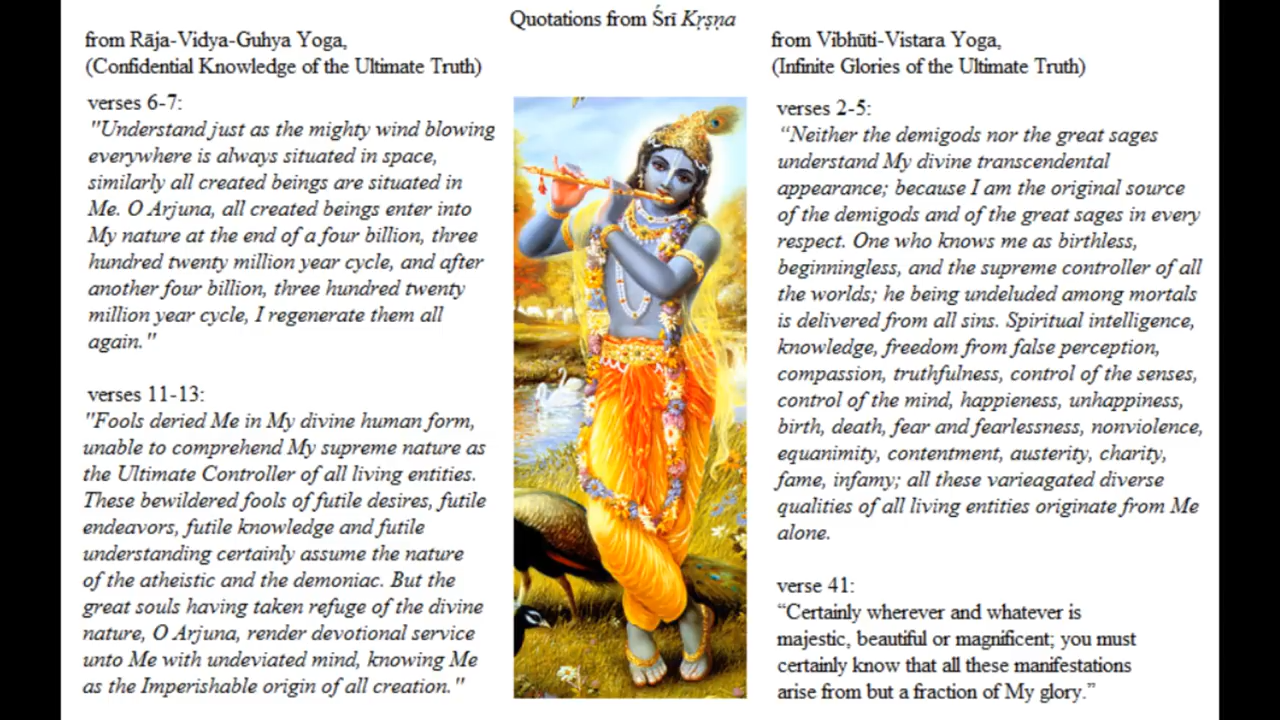 Quotations from Śrī Kṛṣṇa
from Rāja-Vidya-Guhya Yoga,
(Confidential Knowledge of the Ultimate Truth)
verses 6-7:
"Understand just as the mighty wind blowing
everywhere is always situated in space,
similarly all created beings are situated in
Me. O Arjuna, all created beings enter into
My nature at the end of a four billion, three
hundred twenty million year cycle, and after
another four billion, three hundred twenty
million year cycle, I regenerate them all
again."
verses 11-13:
"Fools deried Me in My divine human form,
unable to comprehend My supreme nature as
the Ultimate Controller of all living entities.
These bewildered fools of futile desires, futile
endeavors, futile knowledge and futile
understanding certainly assume the nature
of the atheistic and the demoniac. But the
great souls having taken refuge of the divine
nature, O Arjuna, render devotional service
unto Me with undeviated mind, knowing Me
as the Imperishable origin of all creation."
from Vibhūti-Vistara Yoga,
(Infinite Glories of the Ultimate Truth)
verses 2-5:
“Neither the demigods nor the great sages
understand My divine transcendental
appearance; because I am the original source
of the demigods and of the great sages in every
respect. One who knows me as birthless,
beginningless, and the supreme controller of all
the worlds; he being undeluded among mortals
is delivered from all sins. Spiritual intelligence,
knowledge, freedom from false perception,
compassion, truthfulness, control of the senses,
control of the mind, happieness, unhappiness,
birth, death, fear and fearlessness, nonviolence,
equanimity, contentment, austerity, charity,
fame, infamy; all these varieagated diverse
qualities of all living entities originate from Me
alone.
verse 41:
“Certainly wherever and whatever is
majestic, beautiful or magnificent; you must
certainly know that all these manifestations
arise from but a fraction of My glory.”